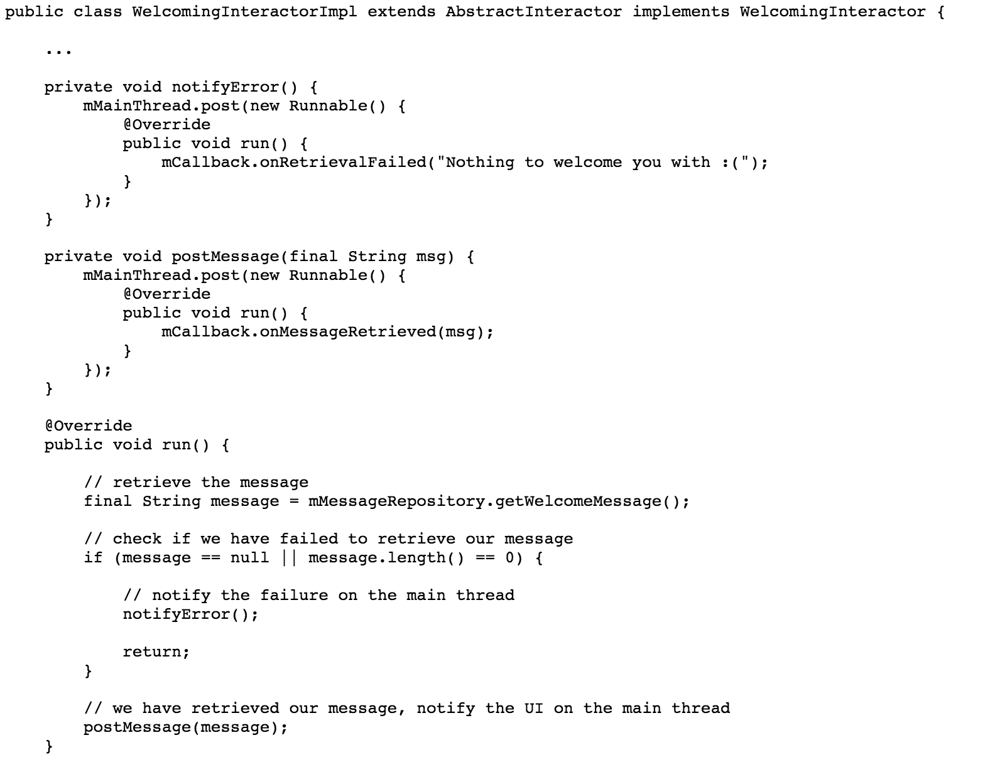 public class WelcomingInteractorImpl extends AbstractInteractor implements WelcomingInteractor {

    ...

    private void notifyError() {
        mMainThread.post(new Runnable() {
            @Override
            public void run() {
                mCallback.onRetrievalFailed("Nothing to welcome you with :(");
            }
        });
    }

    private void postMessage(final String msg) {
        mMainThread.post(new Runnable() {
            @Override
            public void run() {
                mCallback.onMessageRetrieved(msg);
            }
        });
    }

    @Override
    public void run() {

        // retrieve the message
        final String message = mMessageRepository.getWelcomeMessage();

        // check if we have failed to retrieve our message
        if (message == null || message.length() == 0) {

            // notify the failure on the main thread
            notifyError();

            return;
        }

        // we have retrieved our message, notify the UI on the main thread
        postMessage(message);
    }